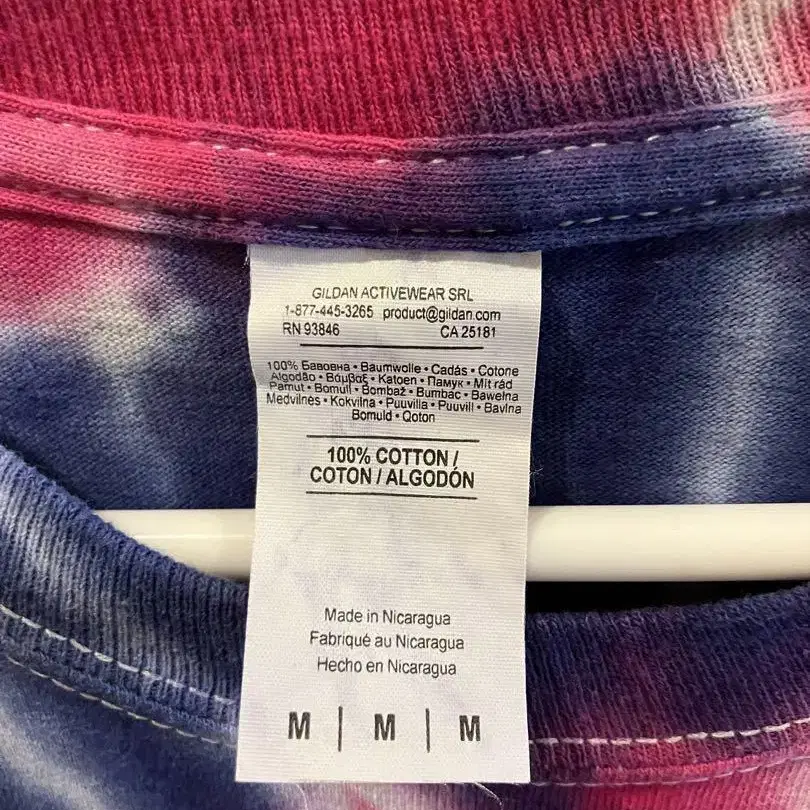 GILDAN ACTIVEWEAR SRL
1-877-445-3265 product@gildan.com
RN 93846 CA 25181
100% Бавовна • Baumwolle • Cadás • Cotone
Algodão • Βάμβαξ • Katoen • Памук • Mit rád
Pamut • Bomull • Bombaž • Bumbac • Bawełna
Medvilnės • Kokvilna • Puuvilla • Puuvill • Bavlna
Bomuld • Qoton
100% COTTON /
COTON / ALGODÓN
Made in Nicaragua
Fabriqué au Nicaragua
Hecho en Nicaragua
M | M | M